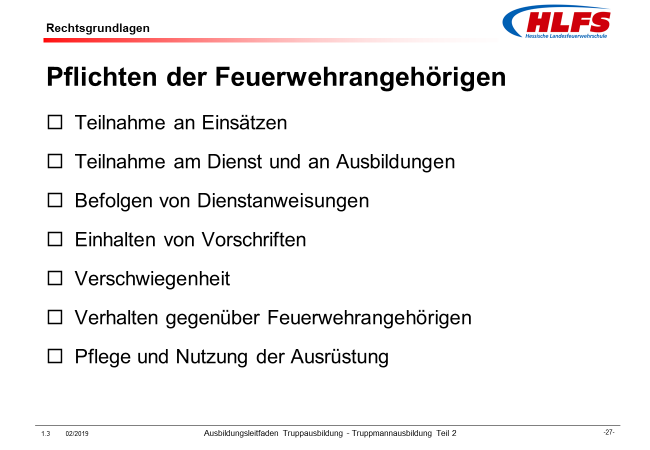 Rechtsgrundlagen
HLFS
Hessische Landesfeuerwehrschule
Pflichten der Feuerwehrangehörigen
Teilnahme an Einsätzen
Teilnahme am Dienst und an Ausbildungen
Befolgen von Dienstanweisungen
Einhalten von Vorschriften
Verschwiegenheit
Verhalten gegenüber Feuerwehrangehörigen
Pflege und Nutzung der Ausrüstung
1.3 02/2019 Ausbildungsleitfaden Truppausbildung - Truppmannausbildung Teil 2 -27-